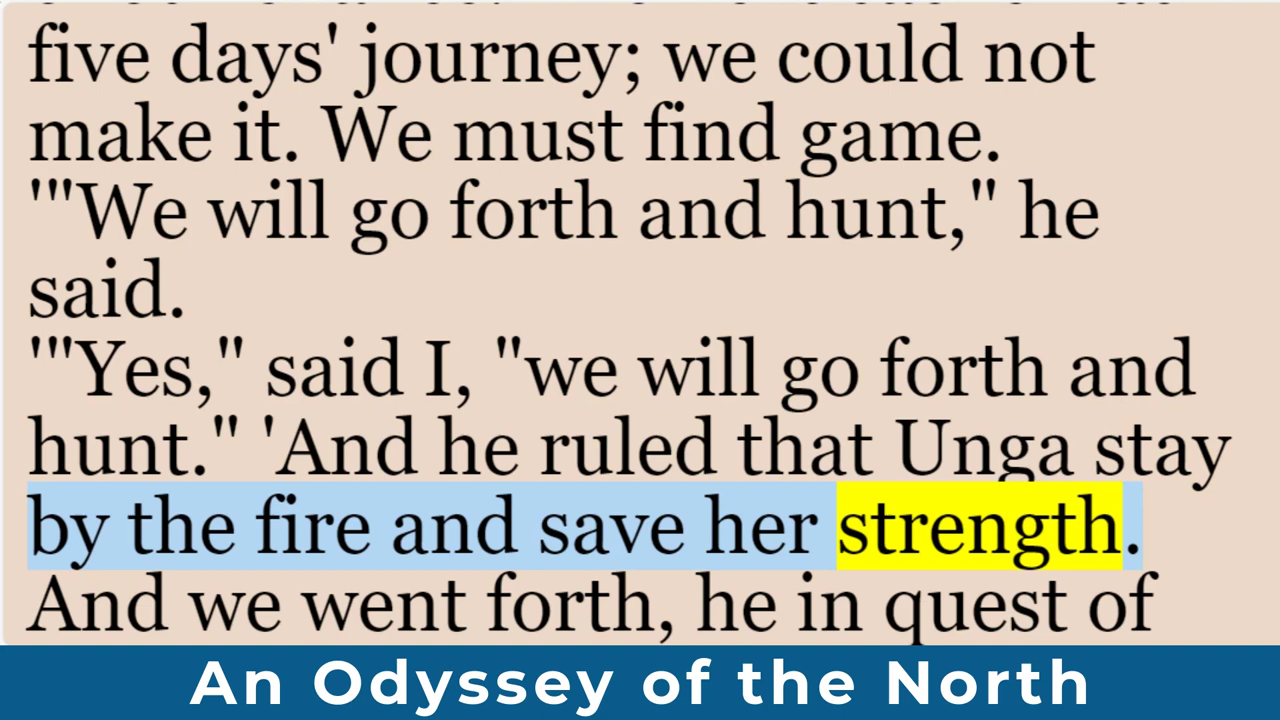 five days' journey; we could not
make it. We must find game.
'"We will go forth and hunt," he
said.
'"Yes," said I, "we will go forth and
hunt." 'And he ruled that Unga stay
by the fire and save her strength.
And we went forth, he in quest of
An Odyssey of the North